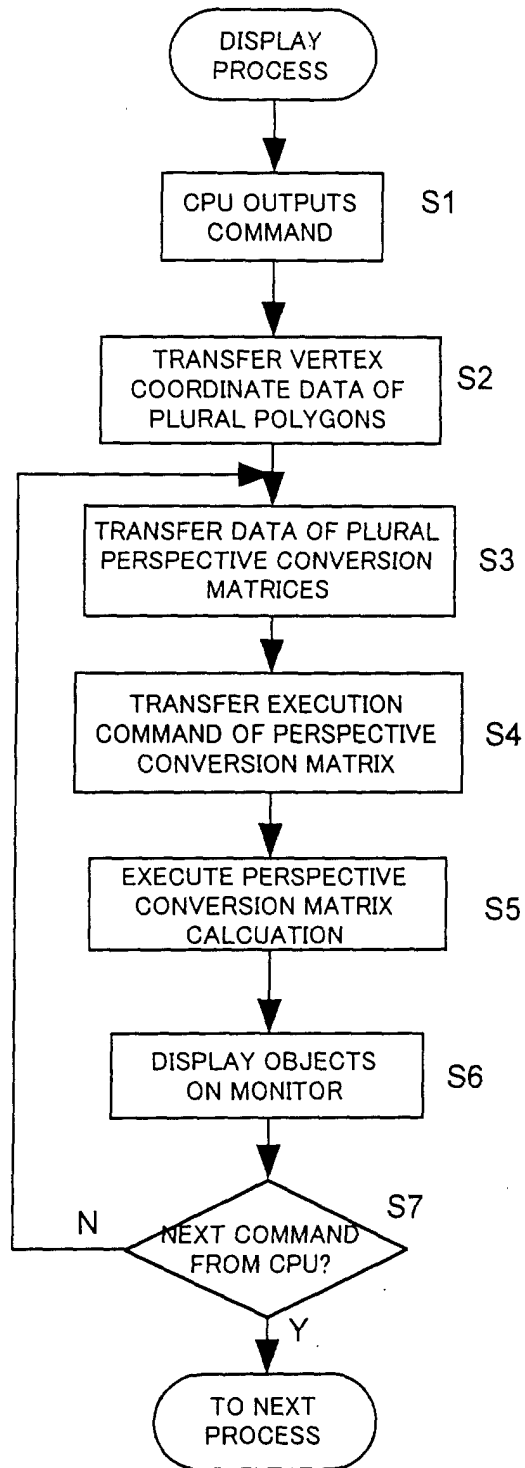 DISPLAY
PROCESS
CPU OUTPUTS
COMMAND
S1
TRANSFER VERTEX
COORDINATE DATA OF
PLURAL POLYGONS
S2
TRANSFER DATA OF PLURAL
PERSPECTIVE CONVERSION
MATRICES
S3
TRANSFER EXECUTION
COMMAND OF PERSPECTIVE
CONVERSION MATRIX
S4
EXECUTE PERSPECTIVE
CONVERSION MATRIX
CALCUATION
S5
DISPLAY OBJECTS
ON MONITOR
S6
S7
N
NEXT COMMAND
FROM CPU?
Y
TO NEXT
PROCESS